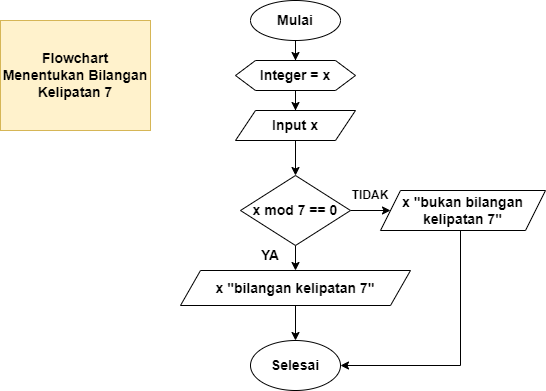 Flowchart
Menentukan Bilangan
Kelipatan 7
Mulai
Integer = x
Input x
x mod 7 == 0
TIDAK
x "bukan bilangan
kelipatan 7"
YA
x "bilangan kelipatan 7"
Selesai